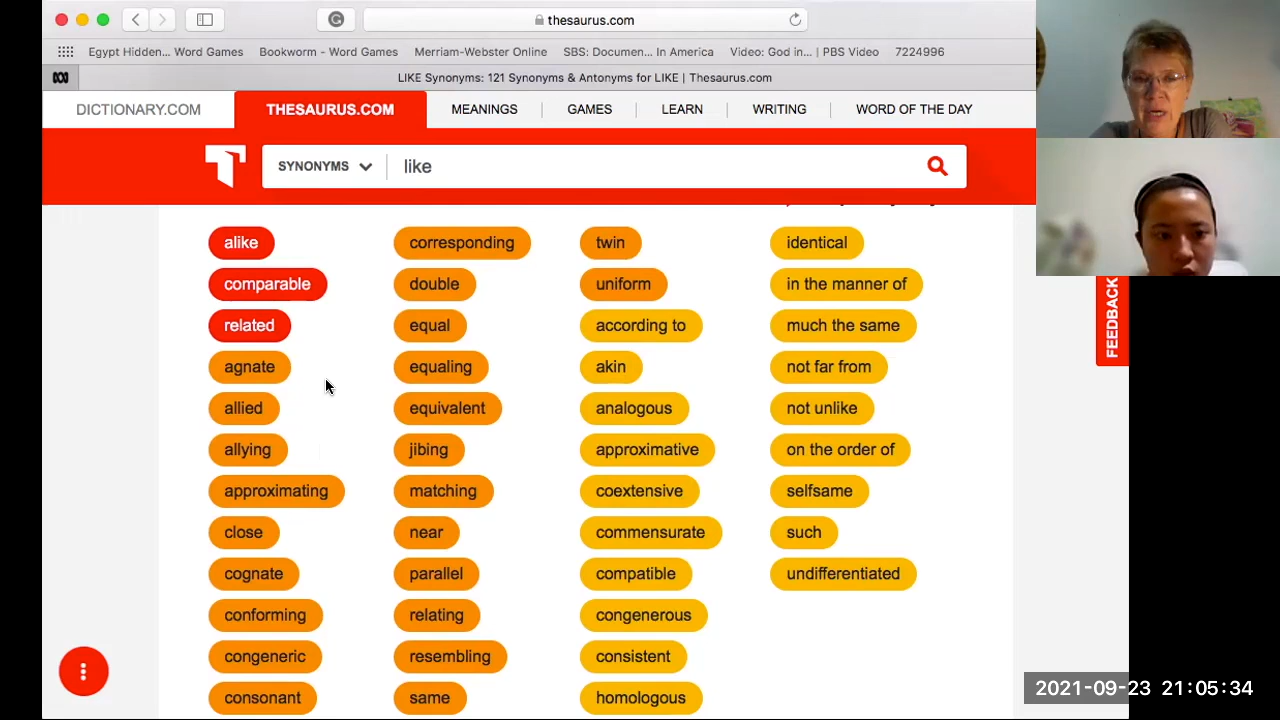 thesaurus.com
Egypt Hidden... Word Games Bookworm - Word Games Merriam-Webster Online SBS: Documen... In America Video: God in... | PBS Video 7224996
LIKE Synonyms: 121 Synonyms & Antonyms for LIKE | Thesaurus.com
DICTIONARY.COM THESAURUS.COM MEANINGS GAMES LEARN WRITING WORD OF THE DAY
SYNONYMS like
alike corresponding twin identical
comparable double uniform in the manner of
related equal according to much the same
agnate equaling akin not far from
allied equivalent analogous not unlike
allying jibing approximative on the order of
approximating matching coextensive selfsame
close near commensurate such
cognate parallel compatible undifferentiated
conforming relating congenerous
congeneric resembling consistent
consonant same homologous
FEEDBACK
2021-09-23 21:05:34